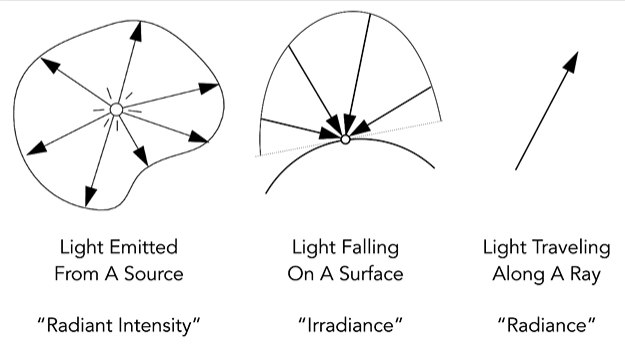 Light Emitted
From A Source
"Radiant Intensity"
Light Falling
On A Surface
"Irradiance"
Light Traveling
Along A Ray
"Radiance"